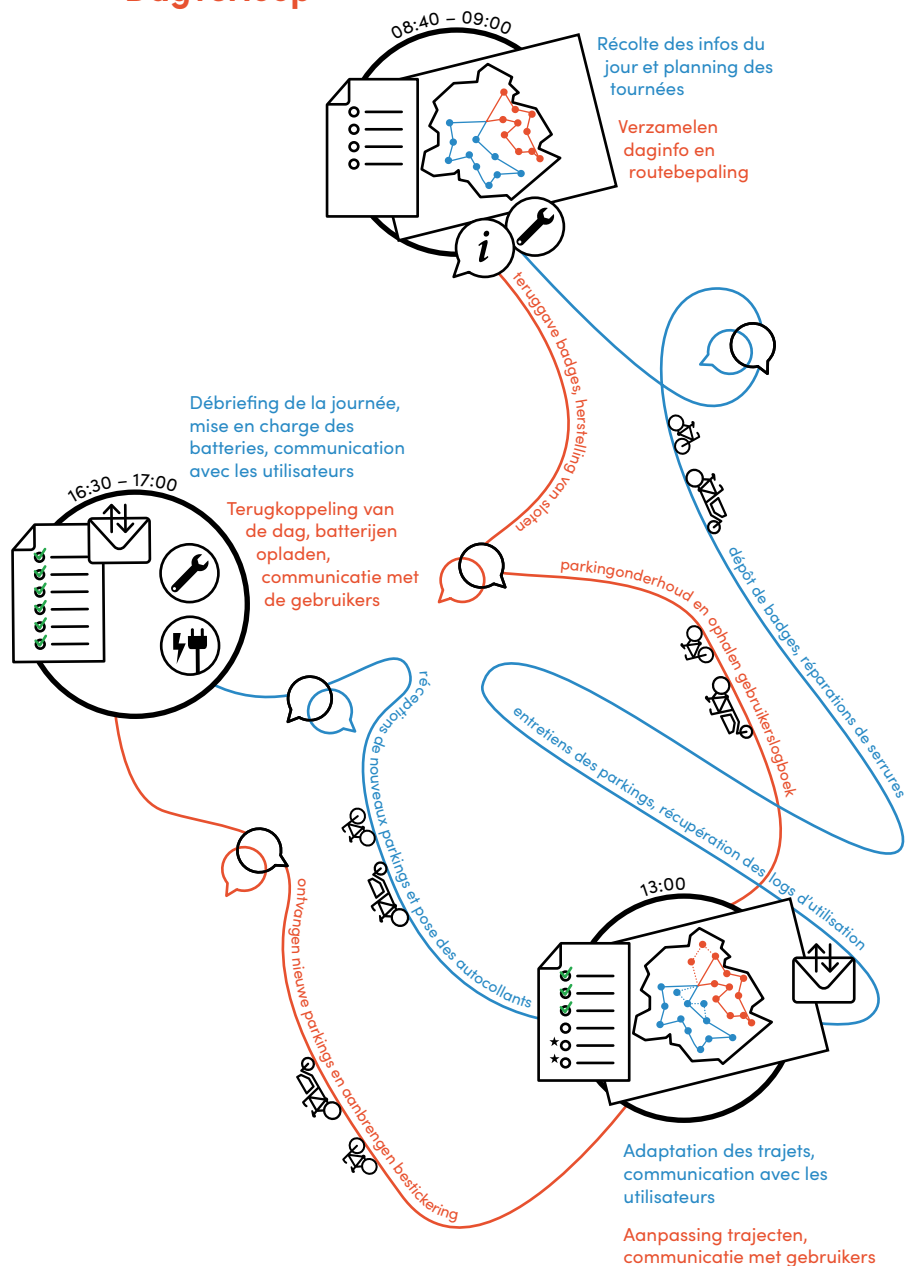 Dagverloop
08:40 – 09:00
Récolte des infos du
jour et planning des
tournées
Verzamelen
daginfo en
routebepaling
i
teruggave badges, herstelling van sloten
dépôt de badges, réparations de serrures
Débriefing de la journée,
mise en charge des
batteries, communication
avec les utilisateurs
16:30 – 17:00
Terugkoppeling van
de dag, batterijen
opladen,
communicatie met
de gebruikers
parkingonderhoud en ophalen gebruikerslogboek
entretiens des parkings, récupération des logs d'utilisation
réceptions de nouveaux parkings et pose des autocollants
ontvangen nieuwe parkings en aanbrengen bestickering
13:00
Adaptation des trajets,
communication avec les
utilisateurs
Aanpassing trajecten,
communicatie met gebruikers